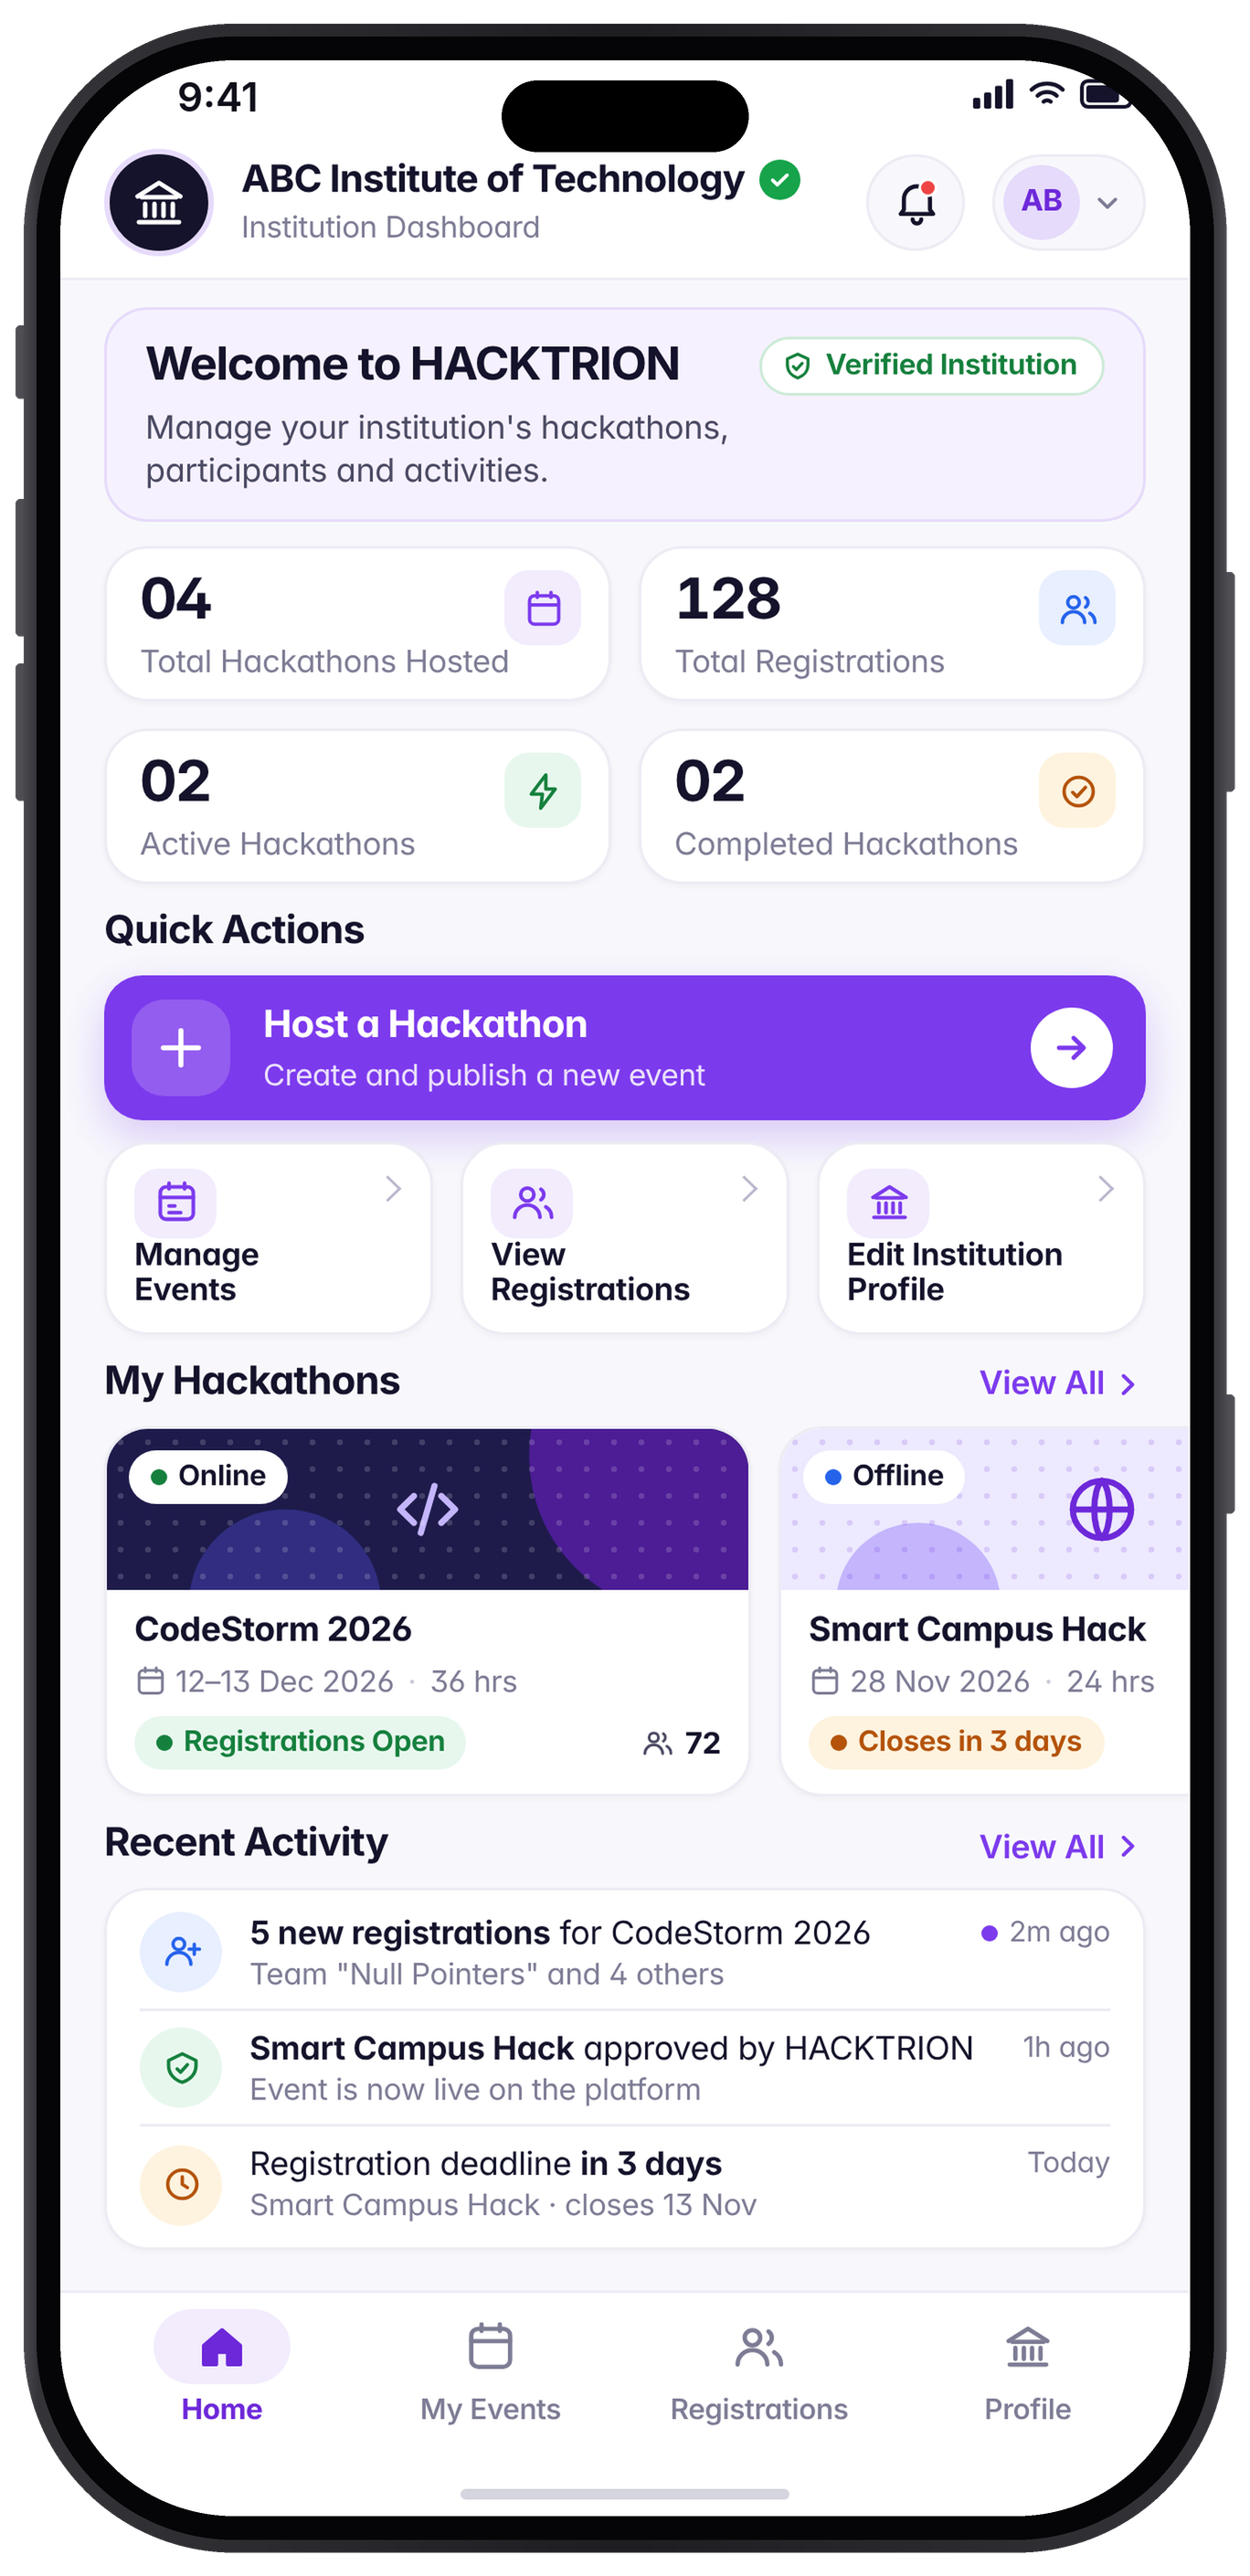 9:41
ABC Institute of Technology
Institution Dashboard
AB
Welcome to HACKTRION
Verified Institution
Manage your institution's hackathons,
participants and activities.
04
Total Hackathons Hosted
128
Total Registrations
02
Active Hackathons
02
Completed Hackathons
Quick Actions
Host a Hackathon
Create and publish a new event
Manage
Events
View
Registrations
Edit Institution
Profile
My Hackathons
View All
Online
CodeStorm 2026
12–13 Dec 2026 · 36 hrs
Registrations Open
72
Offline
Smart Campus Hack
28 Nov 2026 · 24 hrs
Closes in 3 days
Recent Activity
View All
5 new registrations for CodeStorm 2026
2m ago
Team "Null Pointers" and 4 others
Smart Campus Hack approved by HACKTRION
1h ago
Event is now live on the platform
Registration deadline in 3 days
Today
Smart Campus Hack · closes 13 Nov
Home
My Events
Registrations
Profile